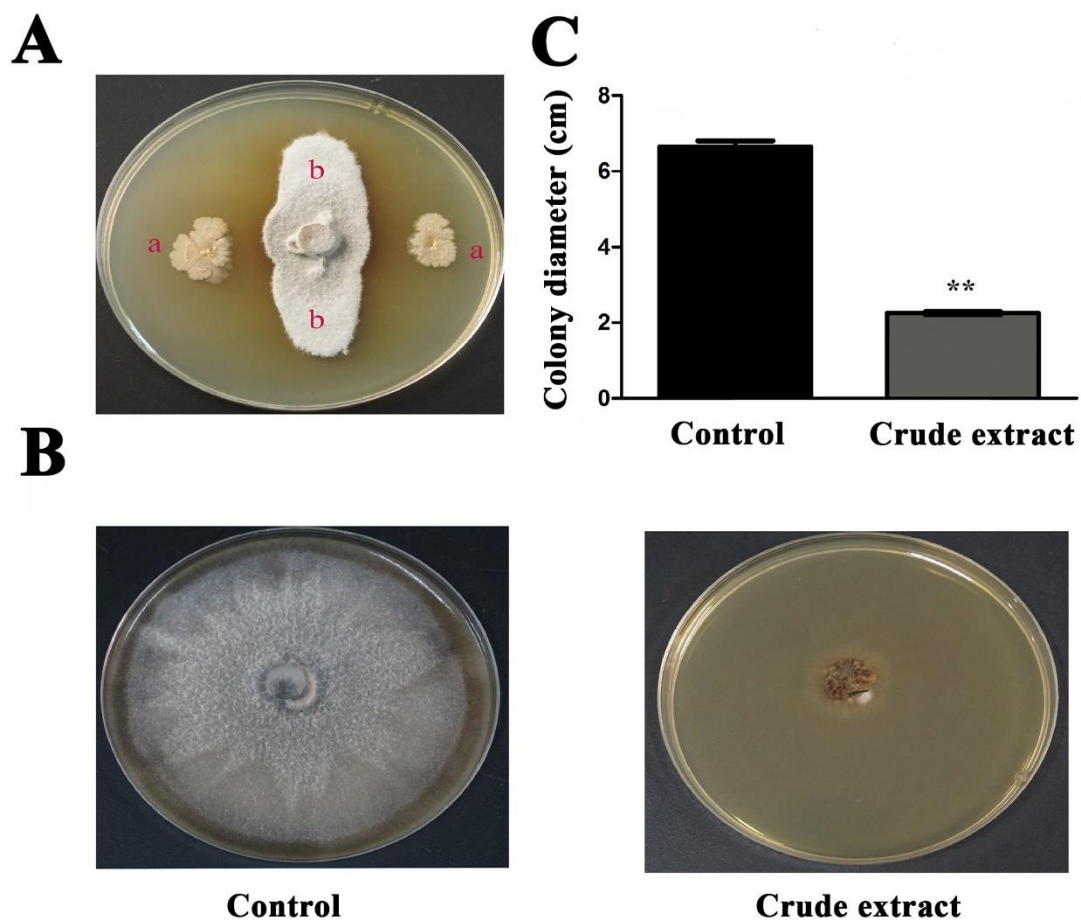 A
b
a
a
b
C
Colony diameter (cm)
8
6
4
2
0
**
Control
Crude extract
B
Control
Crude extract